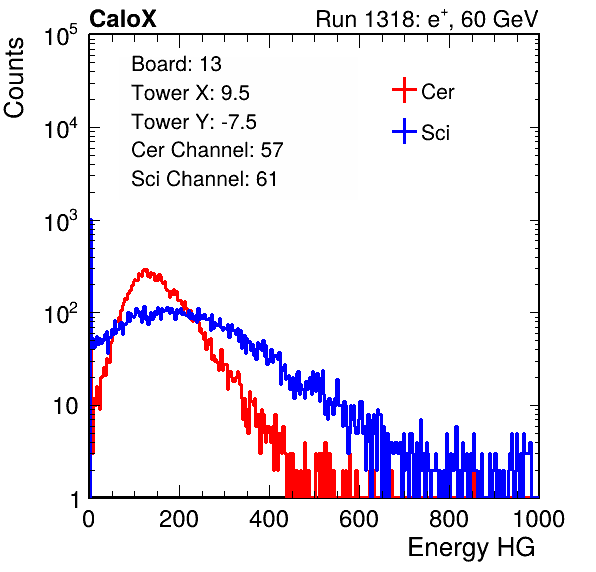 CaloX Run 1318: e⁺, 60 GeV
Counts
Board: 13
Tower X: 9.5
Tower Y: -7.5
Cer Channel: 57
Sci Channel: 61
Cer
Sci
10⁵
10⁴
10³
10²
10
1
0 200 400 600 800 1000
Energy HG